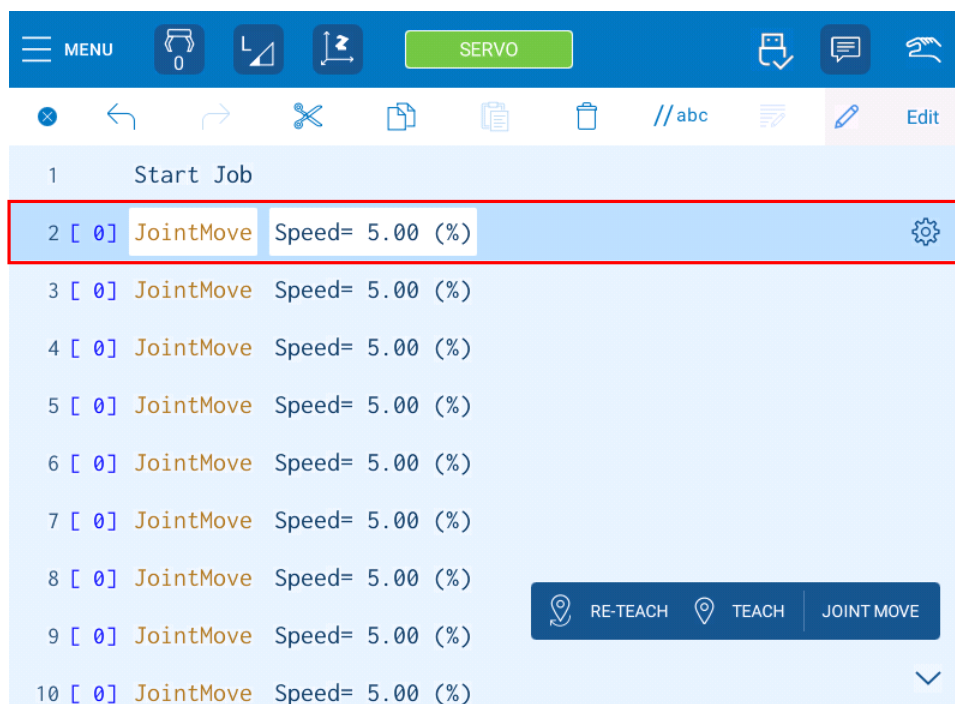 MENU 0 L Z SERVO
//abc Edit
1 Start Job
2 [ 0] JointMove Speed= 5.00 (%)
3 [ 0] JointMove Speed= 5.00 (%)
4 [ 0] JointMove Speed= 5.00 (%)
5 [ 0] JointMove Speed= 5.00 (%)
6 [ 0] JointMove Speed= 5.00 (%)
7 [ 0] JointMove Speed= 5.00 (%)
8 [ 0] JointMove Speed= 5.00 (%)
RE-TEACH TEACH JOINT MOVE
9 [ 0] JointMove Speed= 5.00 (%)
10 [ 0] JointMove Speed= 5.00 (%)